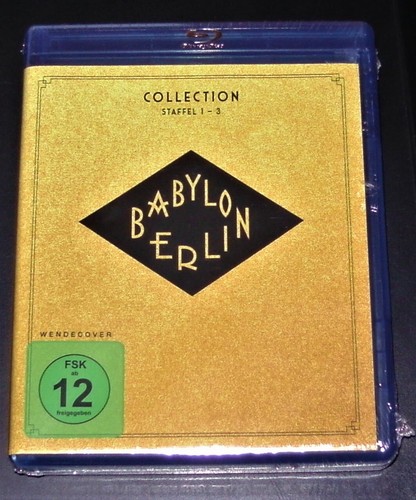 COLLECTION
STAFFEL 1 – 3
BABYLON
BERLIN
WENDECOVER
FSK
ab
12
freigegeben